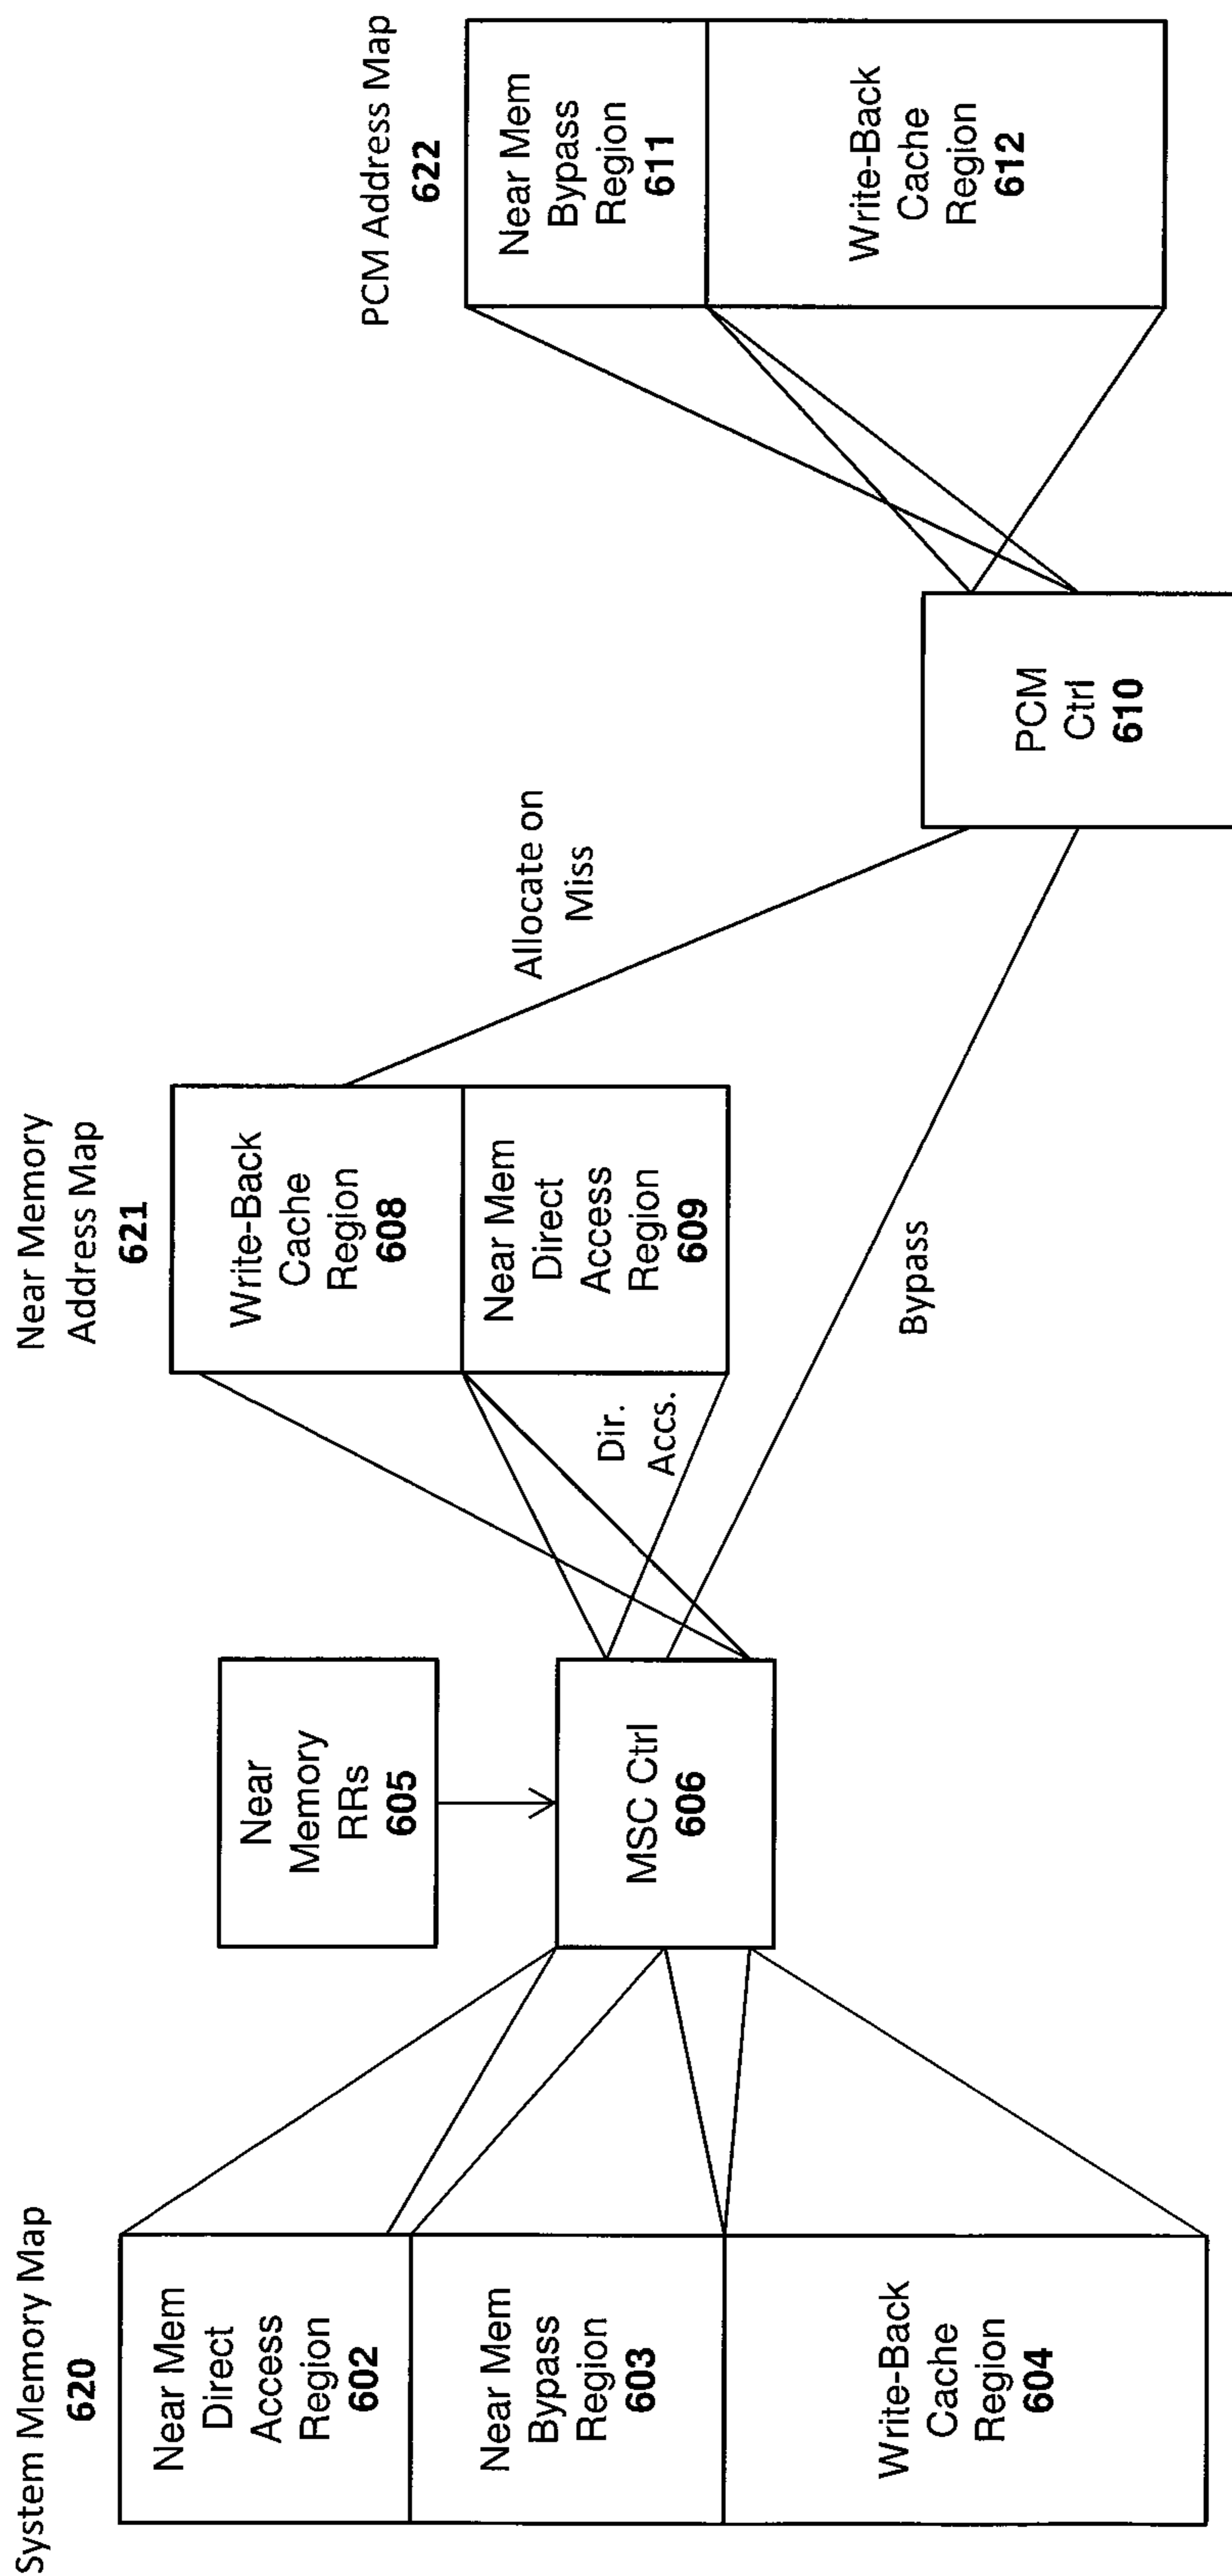 System Memory Map
620
Near Mem
Direct
Access
Region
602
Near Mem
Bypass
Region
603
Write-Back
Cache
Region
604
Near
Memory
RRs
605
MSC Ctrl
606
Near Memory
Address Map
621
Write-Back
Cache
Region
608
Near Mem
Direct
Access
Region
609
Dir.
Accs.
Allocate on
Miss
Bypass
PCM
Ctrl
610
PCM Address Map
622
Near Mem
Bypass
Region
611
Write-Back
Cache
Region
612